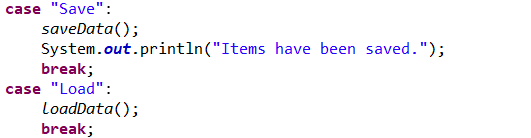 case "Save":
    saveData();
    System.out.println("Items have been saved.");
    break;
case "Load":
    loadData();
    break;